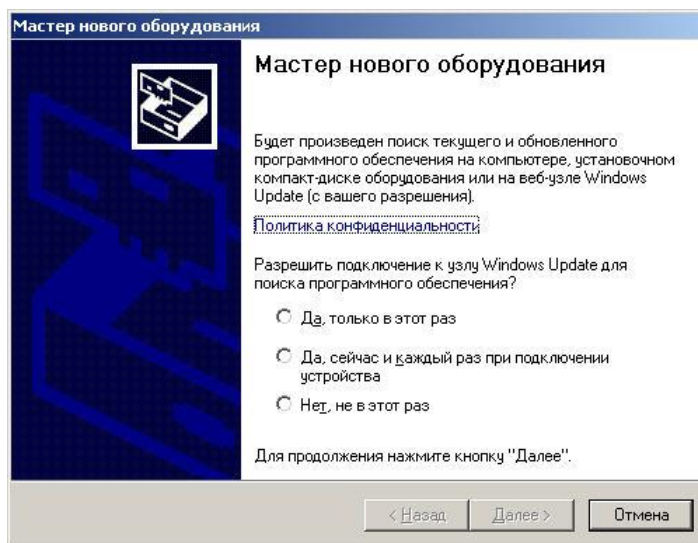 Мастер нового оборудования
Мастер нового оборудования
Будет произведен поиск текущего и обновленного
программного обеспечения на компьютере, установочном
компакт-диске оборудования или на веб-узле Windows
Update (с вашего разрешения).
Политика конфиденциальности
Разрешить подключение к узлу Windows Update для
поиска программного обеспечения?
Да, только в этот раз
Да, сейчас и каждый раз при подключении
устройства
Нет, не в этот раз
Для продолжения нажмите кнопку "Далее".
< Назад Далее > Отмена